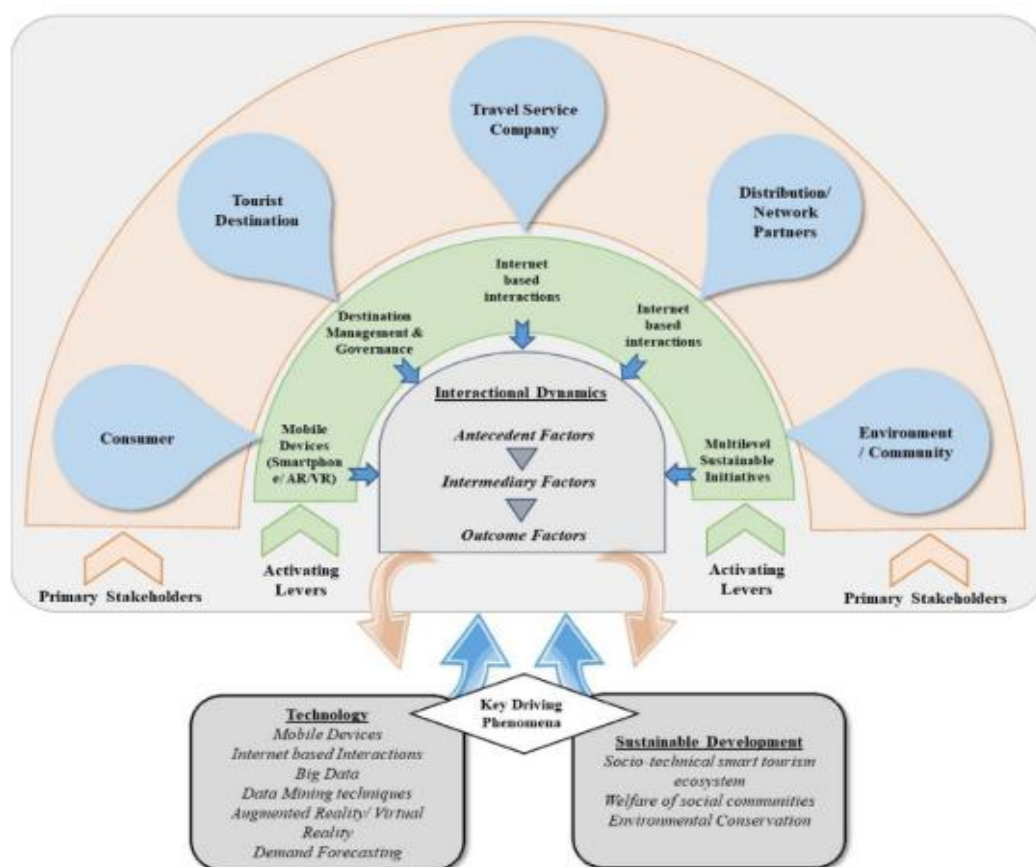 Travel Service
Company
Tourist
Destination
Distribution/
Network
Partners
Consumer
Environment
/ Community
Internet
based
interactions
Destination
Management &
Governance
Internet
based
interactions
Mobile
Devices
(Smartphon
e/ AR/VR)
Multilevel
Sustainable
Initiatives
Interactional Dynamics
Antecedent Factors
Intermediary Factors
Outcome Factors
Primary Stakeholders
Activating
Levers
Activating
Levers
Primary Stakeholders
Key Driving
Phenomena
Technology
Mobile Devices
Internet based Interactions
Big Data
Data Mining techniques
Augmented Reality/ Virtual
Reality
Demand Forecasting
Sustainable Development
Socio-technical smart tourism
ecosystem
Welfare of social communities
Environmental Conservation